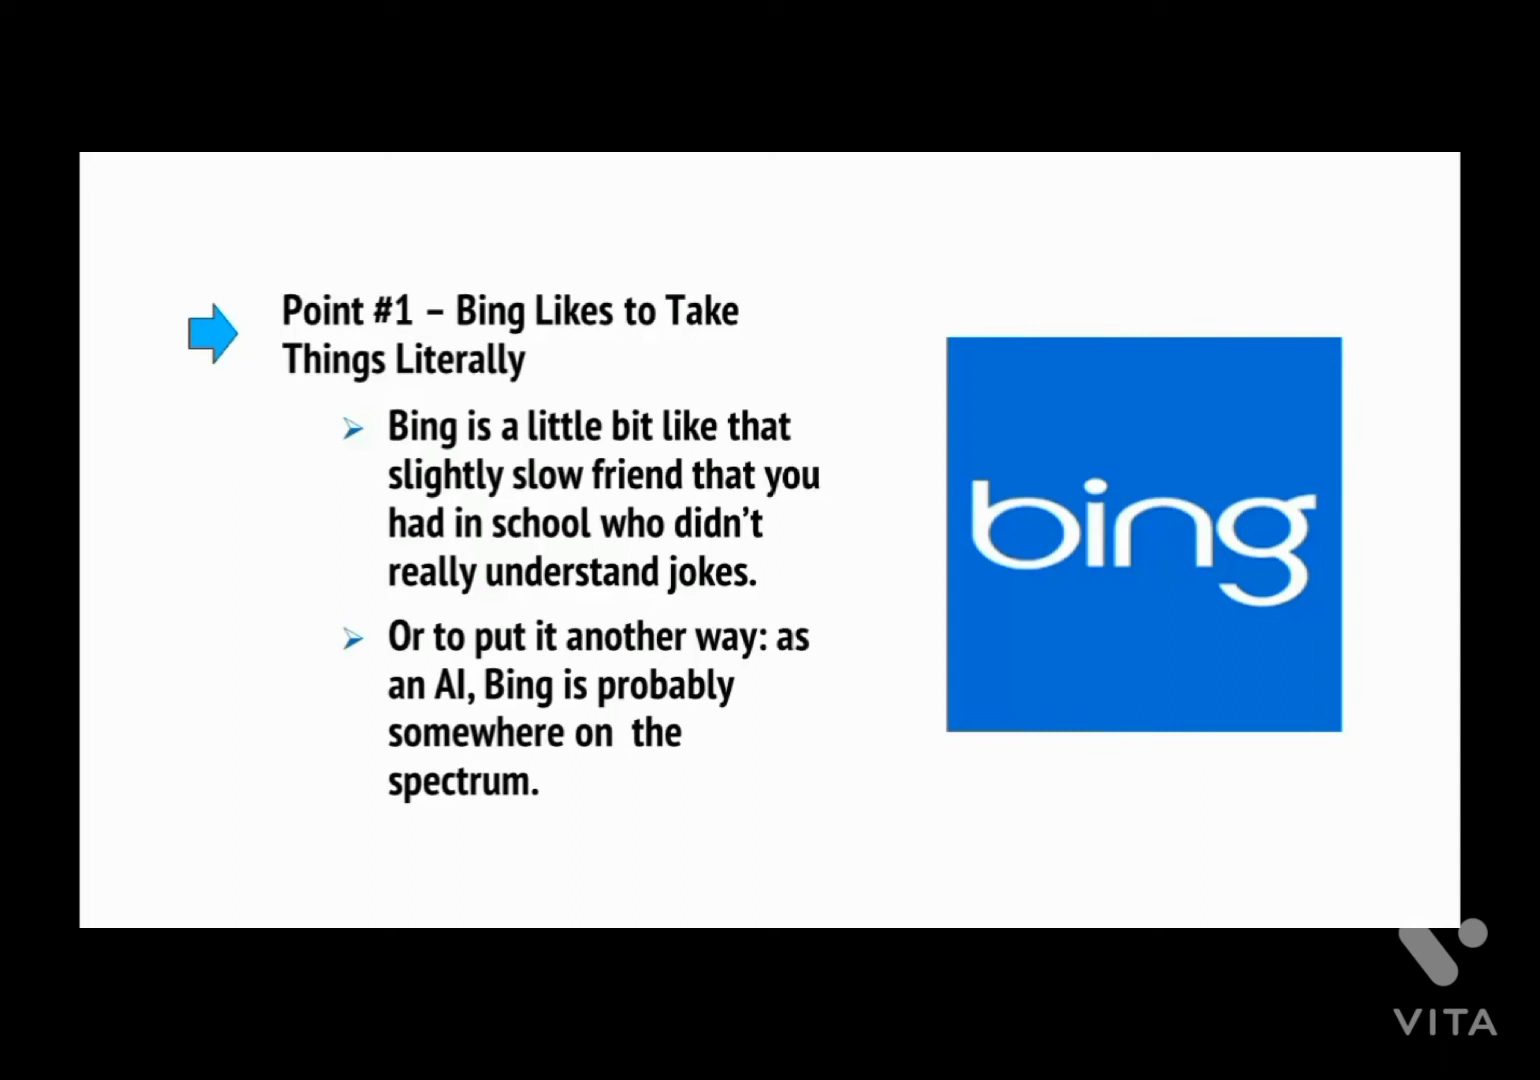 Point #1 – Bing Likes to Take
Things Literally
Bing is a little bit like that
slightly slow friend that you
had in school who didn’t
really understand jokes.
Or to put it another way: as
an AI, Bing is probably
somewhere on the
spectrum.
bing
VITA